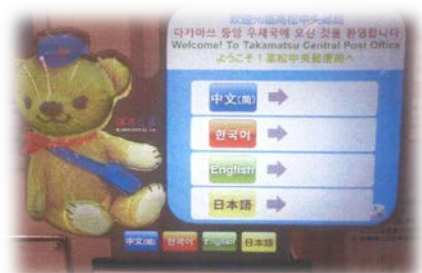 欢迎光临高松中央邮局
다카마쓰 중앙 우체국에 오신 것을 환영합니다
Welcome! To Takamatsu Central Post Office
ようこそ！高松中央郵便局へ
中文(简)
한국어
English
日本語
中文(简) 한국어 English 日本語